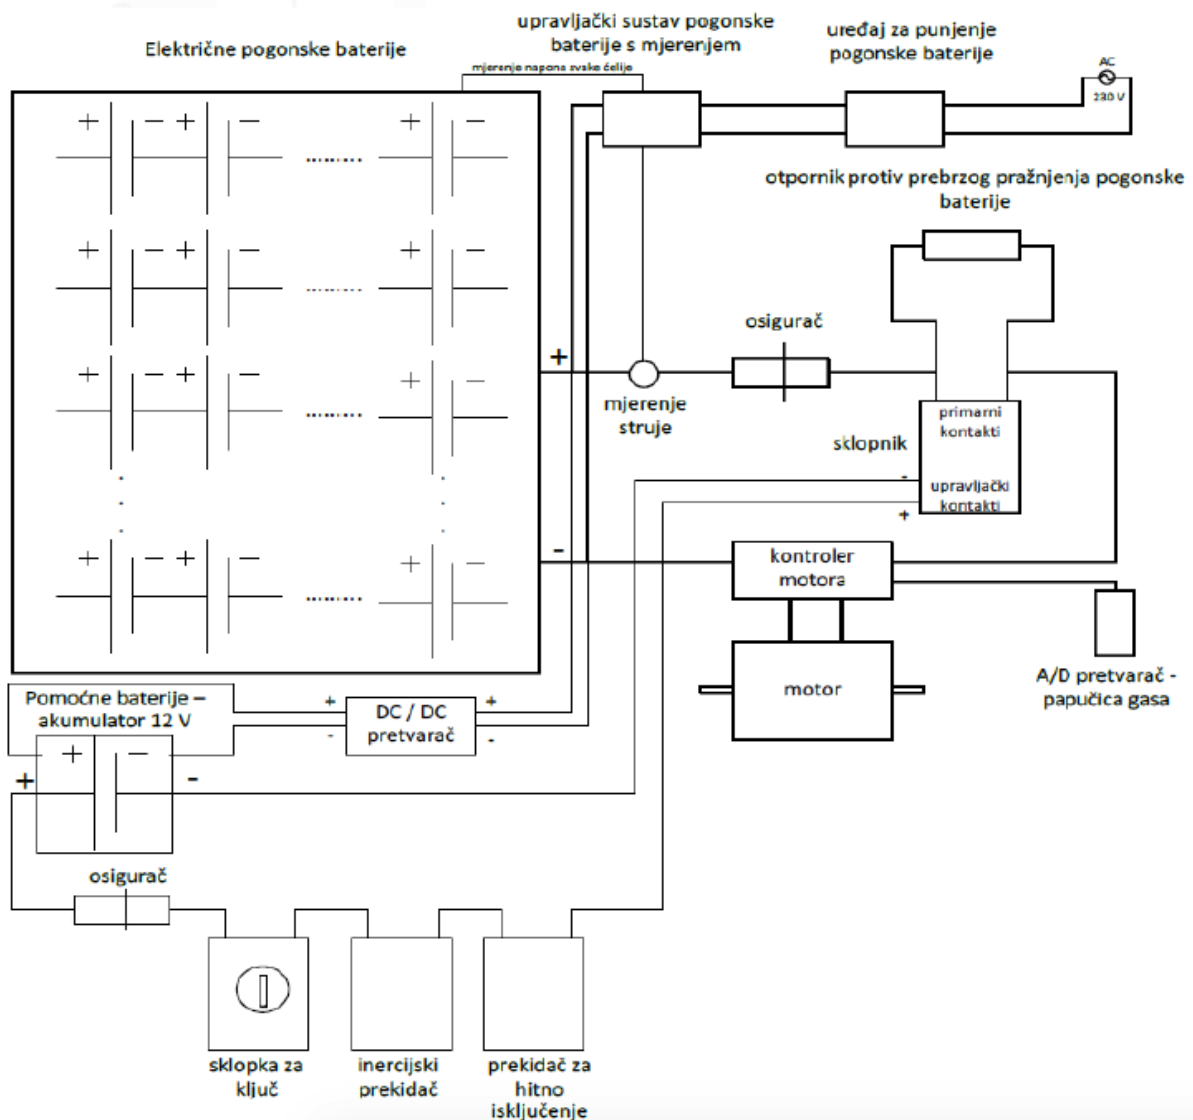 Električne pogonske baterije
upravljački sustav pogonske
baterije s mjerenjem
uređaj za punjenje
pogonske baterije
mjerenje napona svake ćelije
AC
230 V
+ − + − ......... + −
otpornik protiv prebrzog pražnjenja pogonske
baterije
+ − + − ......... + −
osigurač
+
+ − + − ......... + −
mjerenje
struje
primarni
kontakti
sklopnik
-
upravljački
kontakti
+
-
+ − + − ......... + −
kontroler
motora
A/D pretvarač -
papučica gasa
motor
Pomoćne baterije –
akumulator 12 V
+ DC / DC +
- pretvarač -
+ −
+ -
osigurač
sklopka za
ključ
inercijski
prekidač
prekidač za
hitno
isključenje